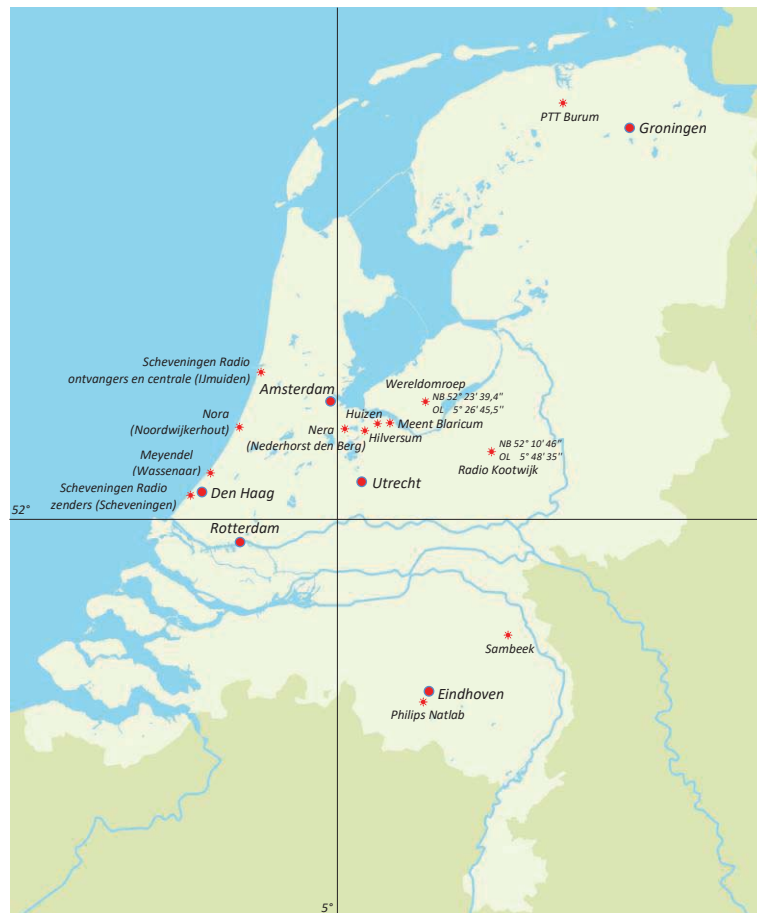 PTT Burum
Groningen
Scheveningen Radio
ontvangers en centrale (IJmuiden)
Amsterdam
Wereldomroep
NB 52° 23' 39,4"
OL 5° 26' 45,5"
Nora
(Noordwijkerhout)
Huizen
Meent Blaricum
Nera
(Nederhorst den Berg)
Hilversum
NB 52° 10' 46"
OL 5° 48' 35"
Radio Kootwijk
Meyendel
(Wassenaar)
Utrecht
Scheveningen Radio
zenders (Scheveningen)
Den Haag
52°
Rotterdam
Sambeek
Eindhoven
Philips Natlab
5°